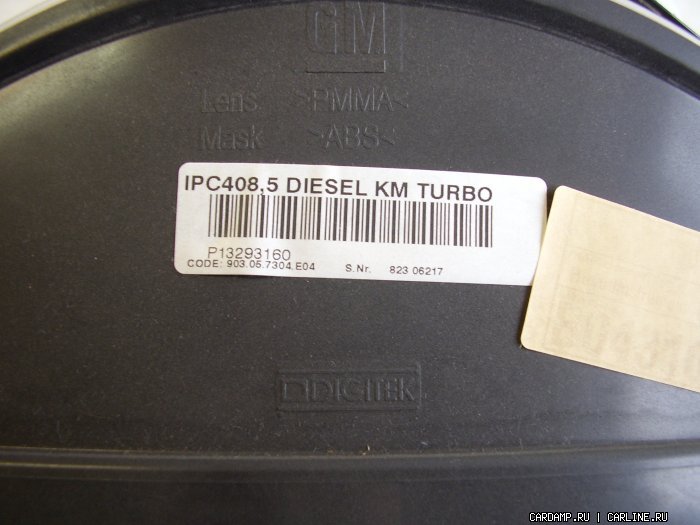 GM
Lens >PMMA<
Mask >ABS<
IPC408,5 DIESEL KM TURBO
P13293160
CODE: 903.05.7304.E04 S.Nr. 823 06217
DIGITEK
CARDAMP.RU | CARLINE.RU